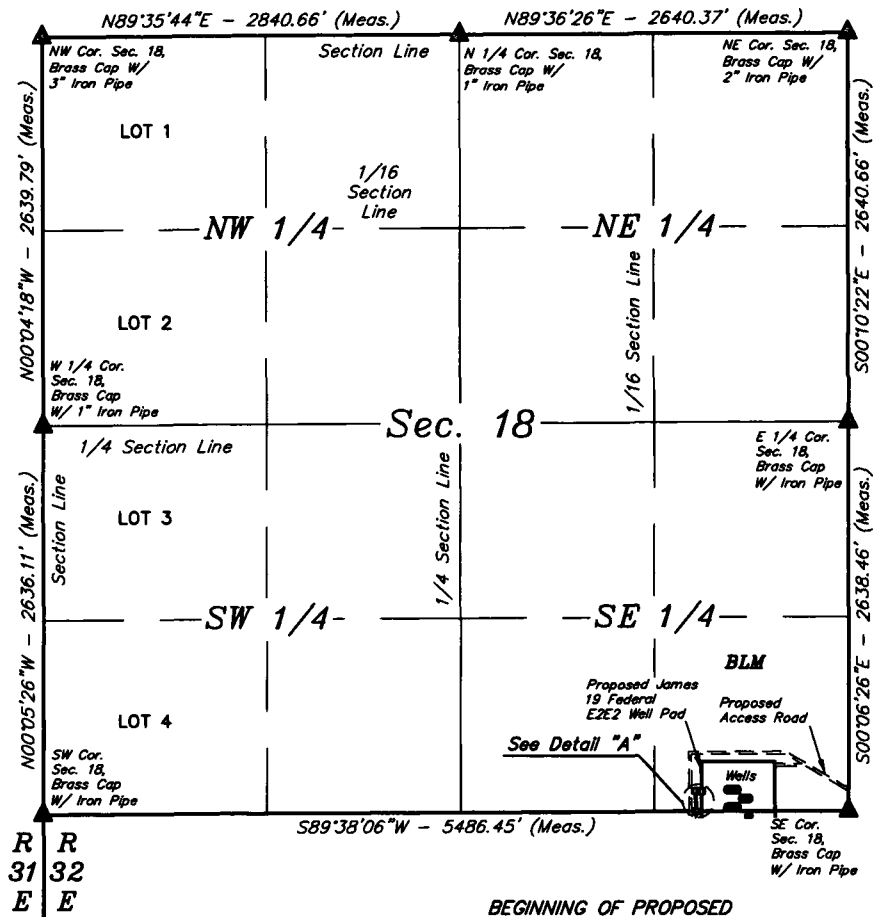 N89°35'44"E - 2840.66' (Meas.)
N89°36'26"E - 2640.37' (Meas.)
NW Cor. Sec. 18,
Brass Cap W/
3" Iron Pipe
Section Line
N 1/4 Cor. Sec. 18,
Brass Cap W/
1" Iron Pipe
NE Cor. Sec. 18,
Brass Cap W/
2" Iron Pipe
LOT 1
1/16
Section
Line
N00°04'18"W - 2639.79' (Meas.)
NW 1/4
NE 1/4
S00°10'22"E - 2640.66' (Meas.)
1/16 Section Line
LOT 2
W 1/4 Cor.
Sec. 18,
Brass Cap
W/ 1" Iron Pipe
Sec. 18
1/4 Section Line
E 1/4 Cor.
Sec. 18,
Brass Cap
W/ Iron Pipe
LOT 3
Section Line
1/4 Section Line
N00°05'26"W - 2636.11' (Meas.)
SW 1/4
SE 1/4
S00°06'26"E - 2638.46' (Meas.)
BLM
Proposed James
19 Federal
E2E2 Well Pad
Proposed
Access Road
LOT 4
See Detail "A"
Wells
SW Cor.
Sec. 18,
Brass Cap
W/ Iron Pipe
S89°38'06"W - 5486.45' (Meas.)
SE Cor.
Sec. 18,
Brass Cap
W/ Iron Pipe
R R
31 32
E E
BEGINNING OF PROPOSED